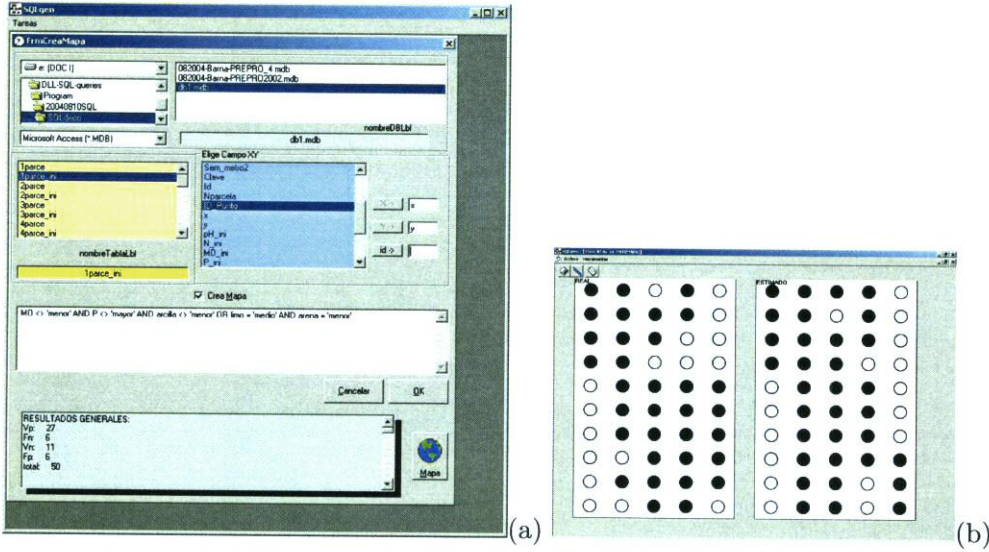 SQLgen
Tareas
FrmCreaMapa
e: [DOC I]
DLL-SQL-queries
Program
20040810SQL
Microsoft Access (*.MDB)
082004-Barna-PREPRO_4.mdb
082004-Barna-PREPRO2002.mdb
db1.mdb
nombreDBLbl
db1.mdb
1parce
1parce_ini
2parce
2parce_ini
3parce
3parce_ini
4parce
4parce_ini
nombreTablaLbl
1parce_ini
Elige Campo XY
Sem_metro2
Clave
Id
Nparcela
ID_Punto
x
y
pH_ini
N_ini
MO_ini
P_ini
X ->
x
Y ->
y
id ->
Crea Mapa
MO <> 'menor' AND P <> 'mayor' AND arcilla <> 'menor' OR limo = 'medio' AND arena = 'menor'
Cancelar
OK
RESULTADOS GENERALES:
Vp: 27
Fn: 6
Vn: 11
Fp: 6
total: 50
Mapa
(a)
REAL
ESTIMADO
(b)